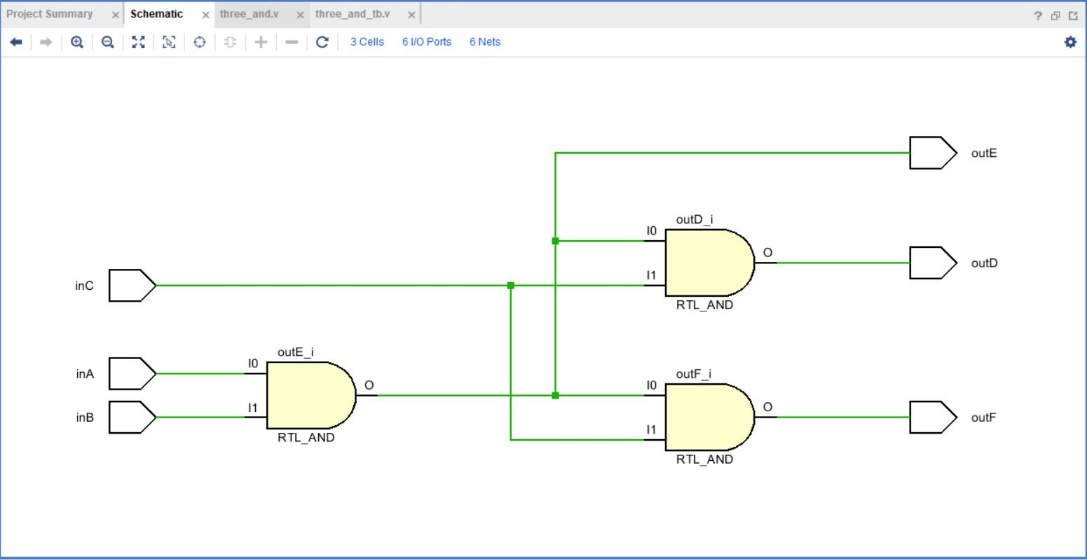 Project Summary × Schematic × three_and.v × three_and_tb.v ×
?
3 Cells 6 I/O Ports 6 Nets
outE
outD_i
I0
O
outD
I1
RTL_AND
inC
outE_i
I0
inA
O
I1
inB
RTL_AND
outF_i
I0
O
outF
I1
RTL_AND